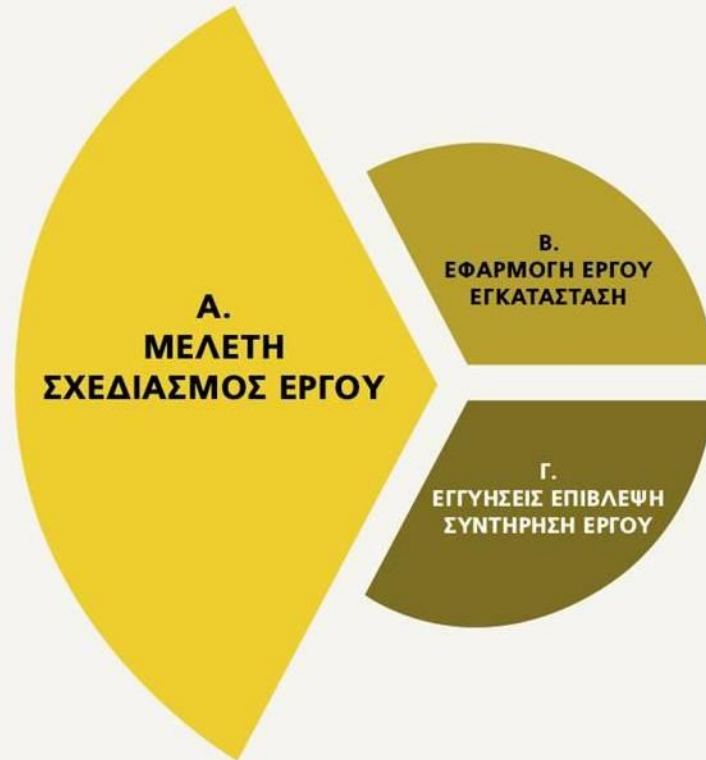 Α.
ΜΕΛΕΤΗ
ΣΧΕΔΙΑΣΜΟΣ ΕΡΓΟΥ
Β.
ΕΦΑΡΜΟΓΗ ΕΡΓΟΥ
ΕΓΚΑΤΑΣΤΑΣΗ
Γ.
ΕΓΓΥΗΣΕΙΣ ΕΠΙΒΛΕΨΗ
ΣΥΝΤΗΡΗΣΗ ΕΡΓΟΥ